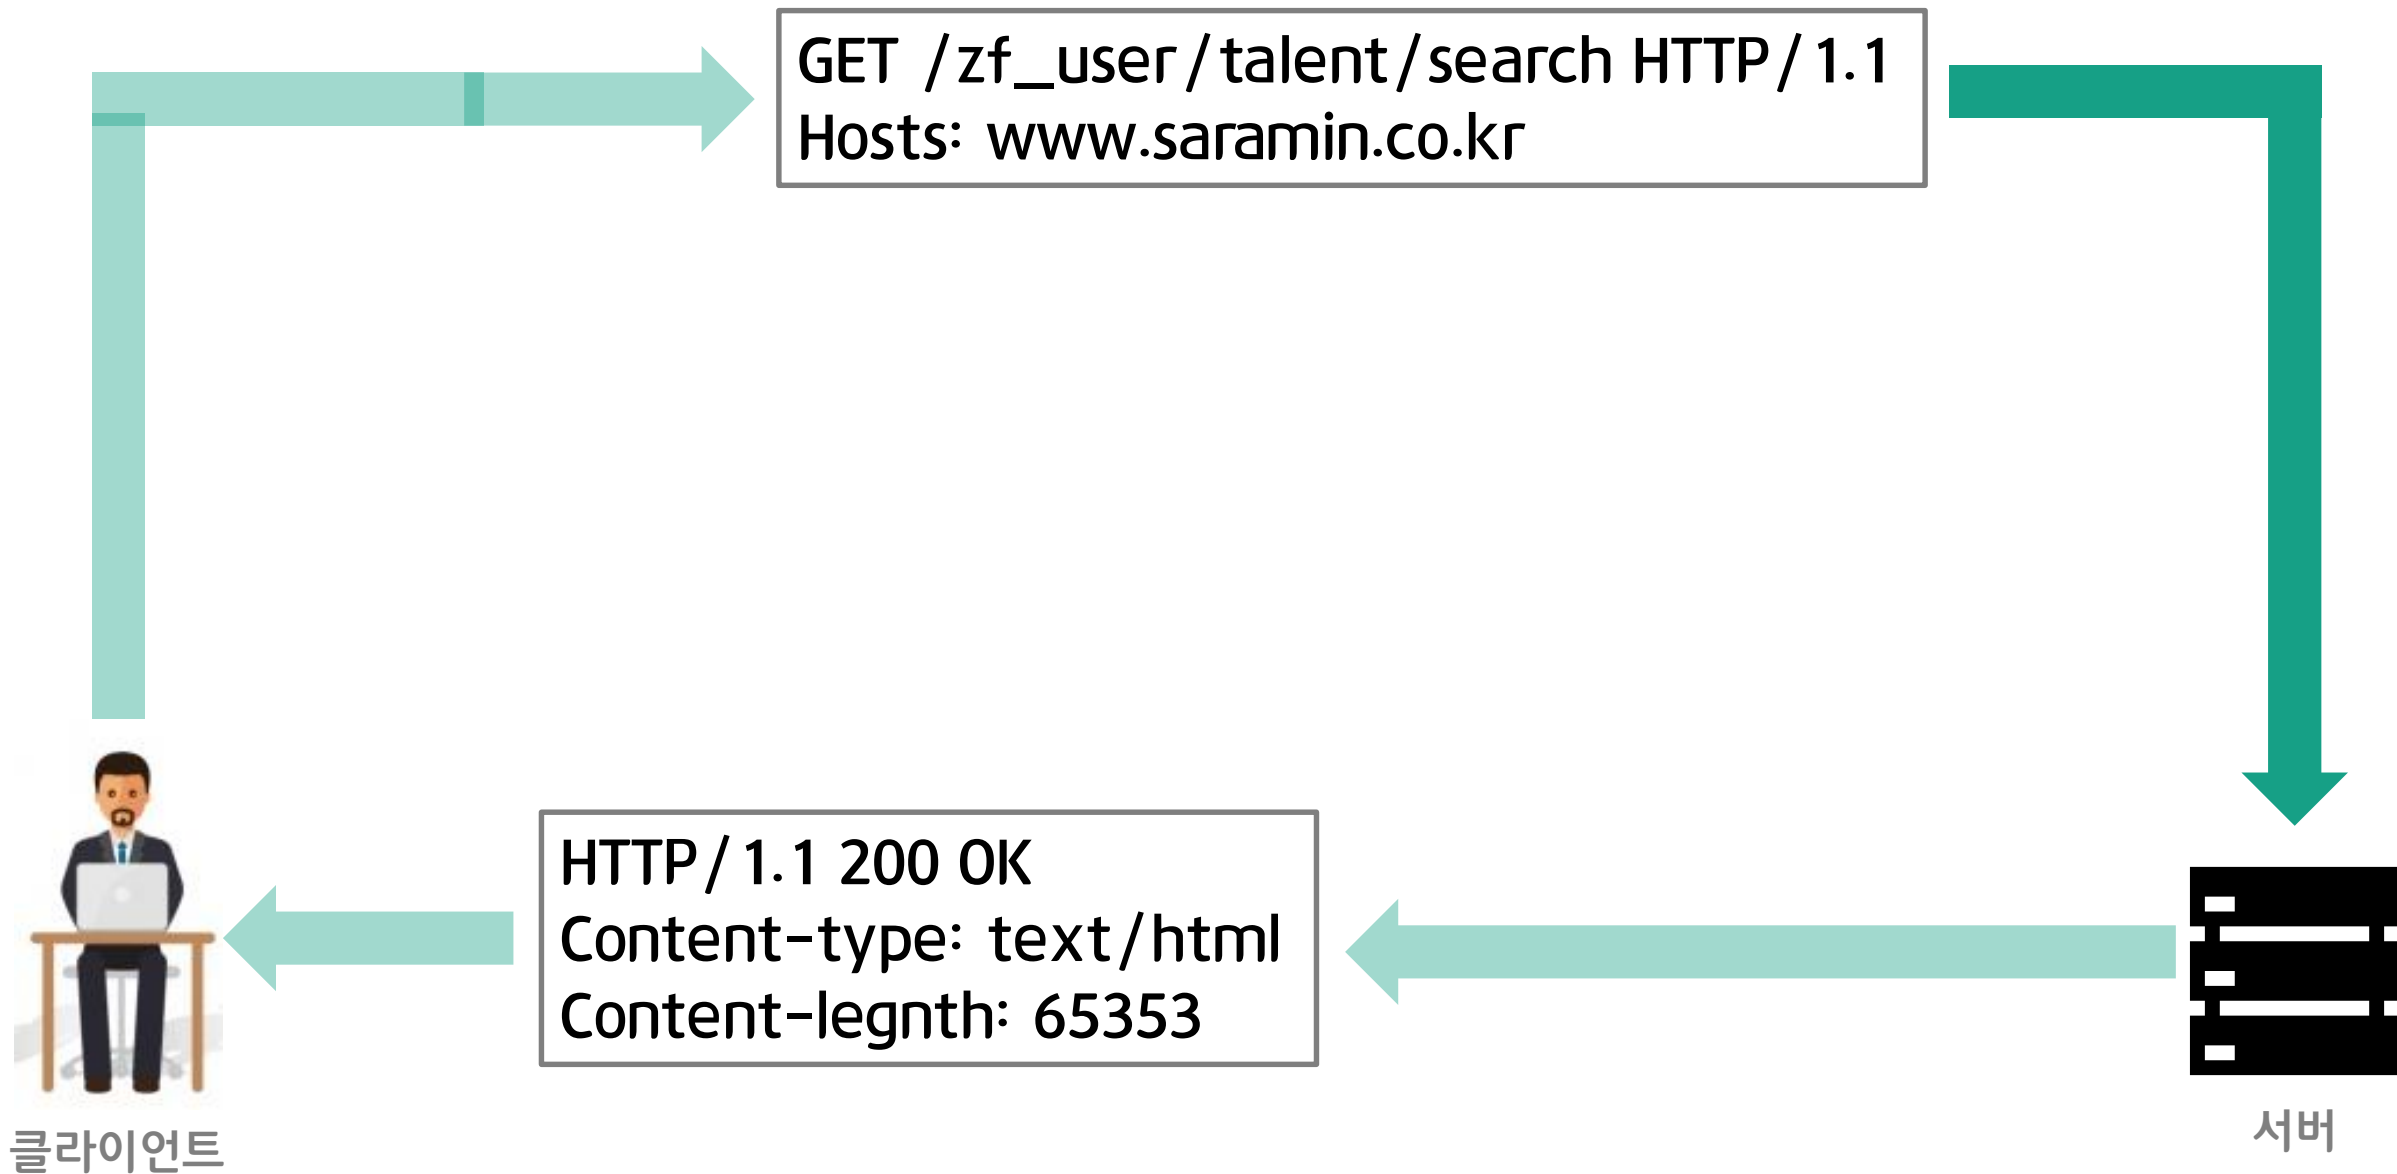 GET /zf_user/talent/search HTTP/1.1
Hosts: www.saramin.co.kr
HTTP/1.1 200 OK
Content-type: text/html
Content-legnth: 65353
클라이언트
서버